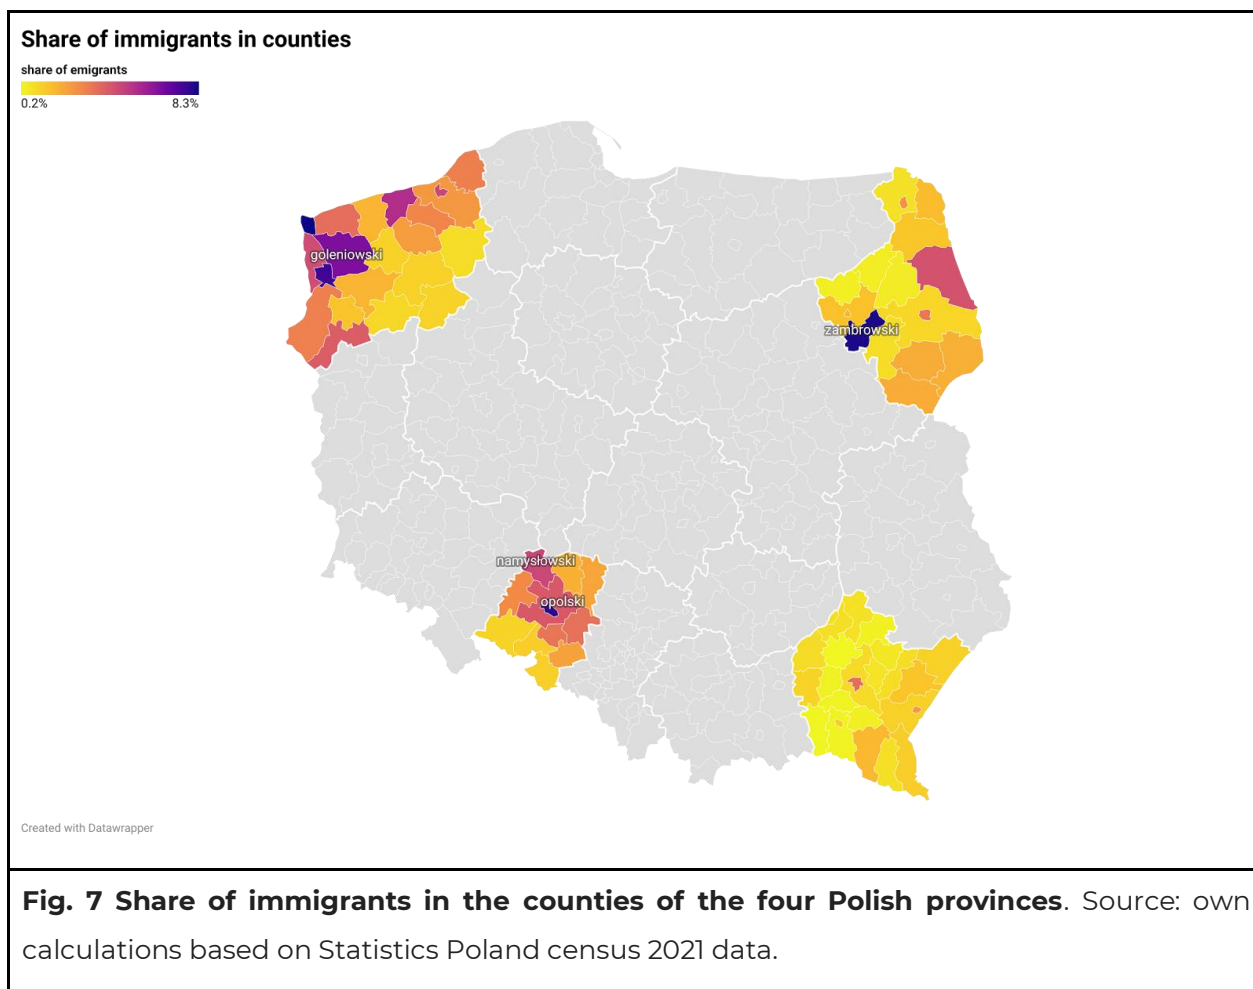 Share of immigrants in counties
share of emigrants
0.2% 8.3%
goleniowski
zambrowski
namysłowski
opolski
Created with Datawrapper
Fig. 7 Share of immigrants in the counties of the four Polish provinces. Source: own
calculations based on Statistics Poland census 2021 data.